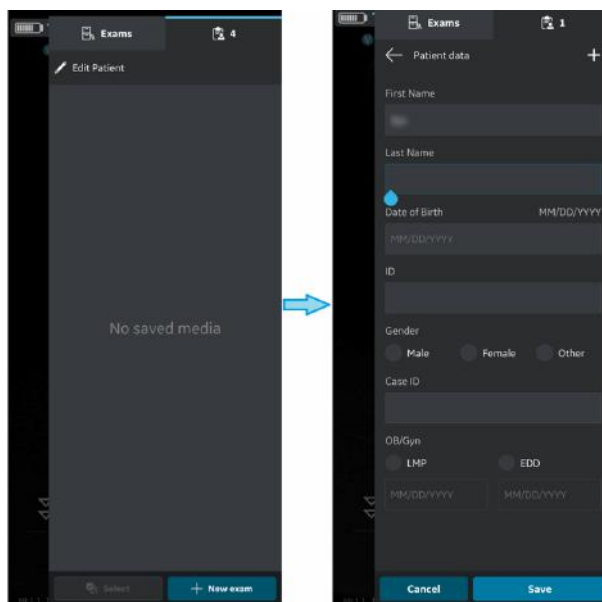 Exams
4
Edit Patient
No saved media
Select
New exam
Exams
1
Patient data
First Name
Last Name
Date of Birth MM/DD/YYYY
MM/DD/YYYY
ID
Gender
Male Female Other
Case ID
OB/Gyn
LMP EDD
MM/DD/YYYY MM/DD/YYYY
Cancel Save